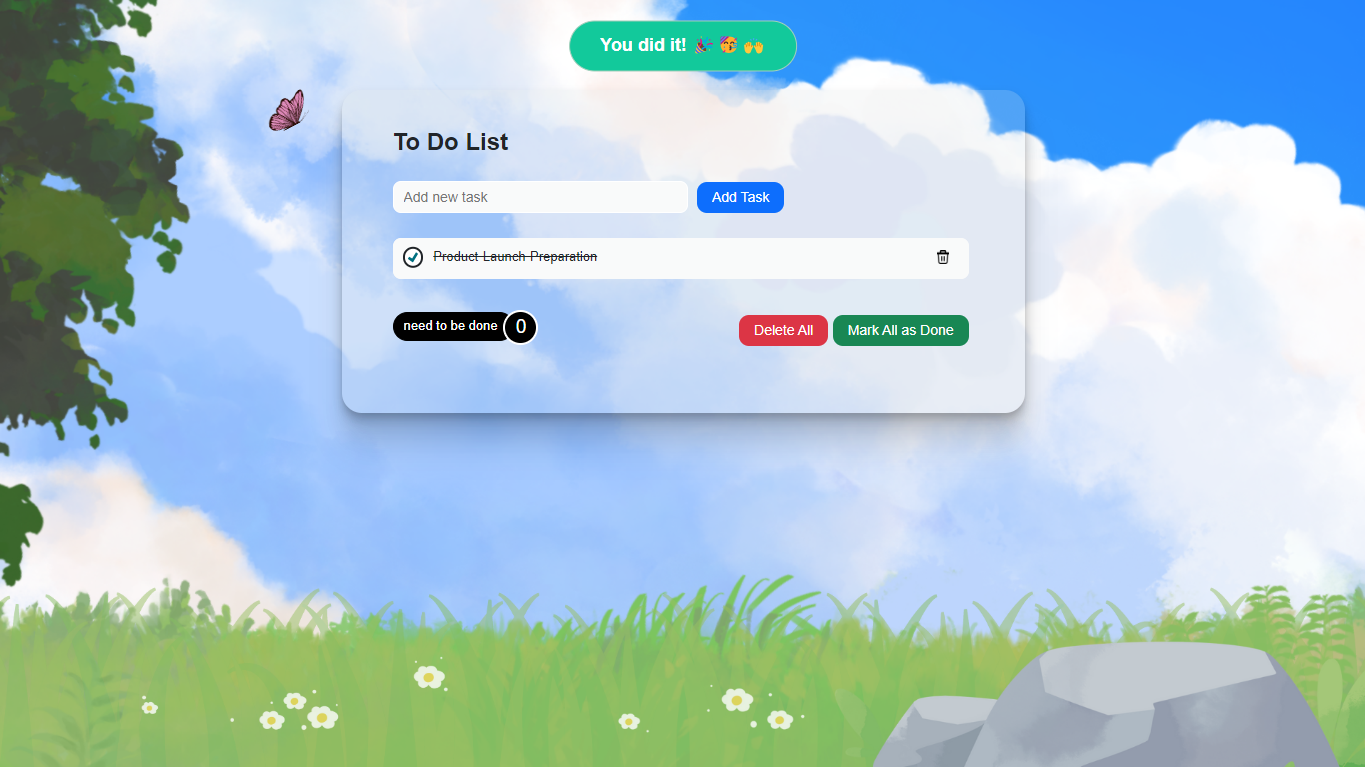 You did it! 🎉 🥳 🙌
To Do List
Add new task
Add Task
Product Launch Preparation
need to be done 0
Delete All
Mark All as Done